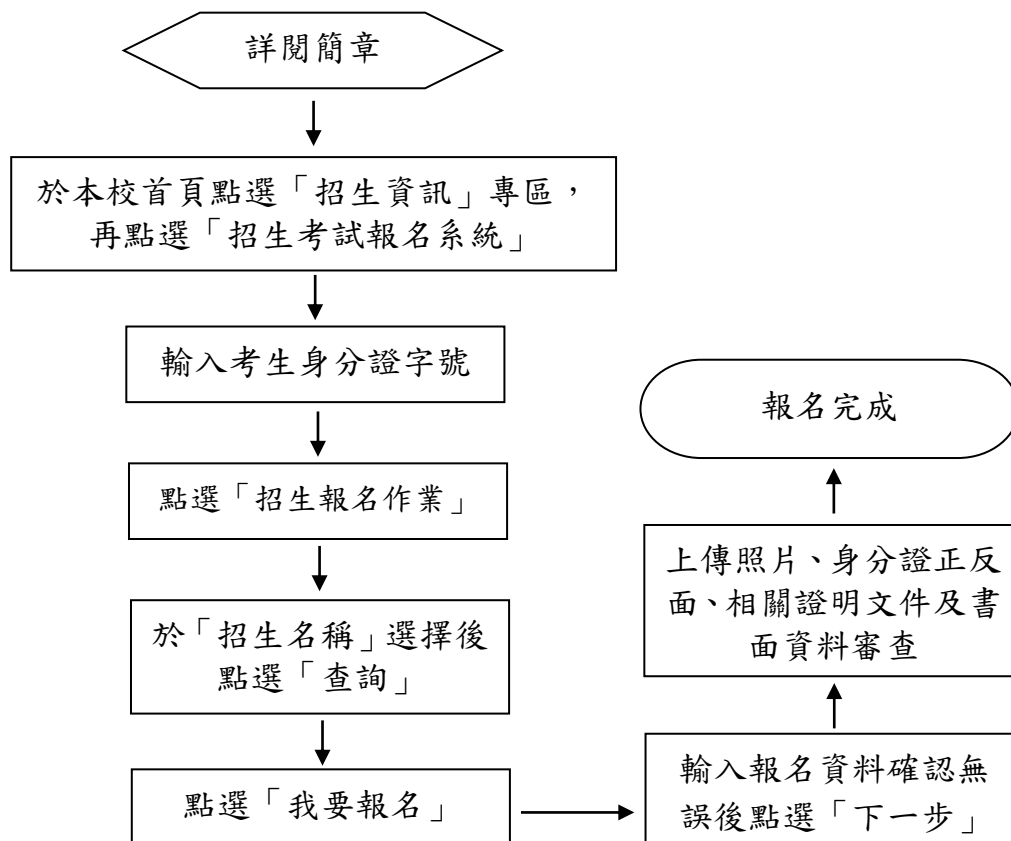 詳閱簡章
於本校首頁點選「招生資訊」專區，
再點選「招生考試報名系統」
輸入考生身分證字號
點選「招生報名作業」
於「招生名稱」選擇後
點選「查詢」
點選「我要報名」
輸入報名資料確認無
誤後點選「下一步」
上傳照片、身分證正反
面、相關證明文件及書
面資料審查
報名完成